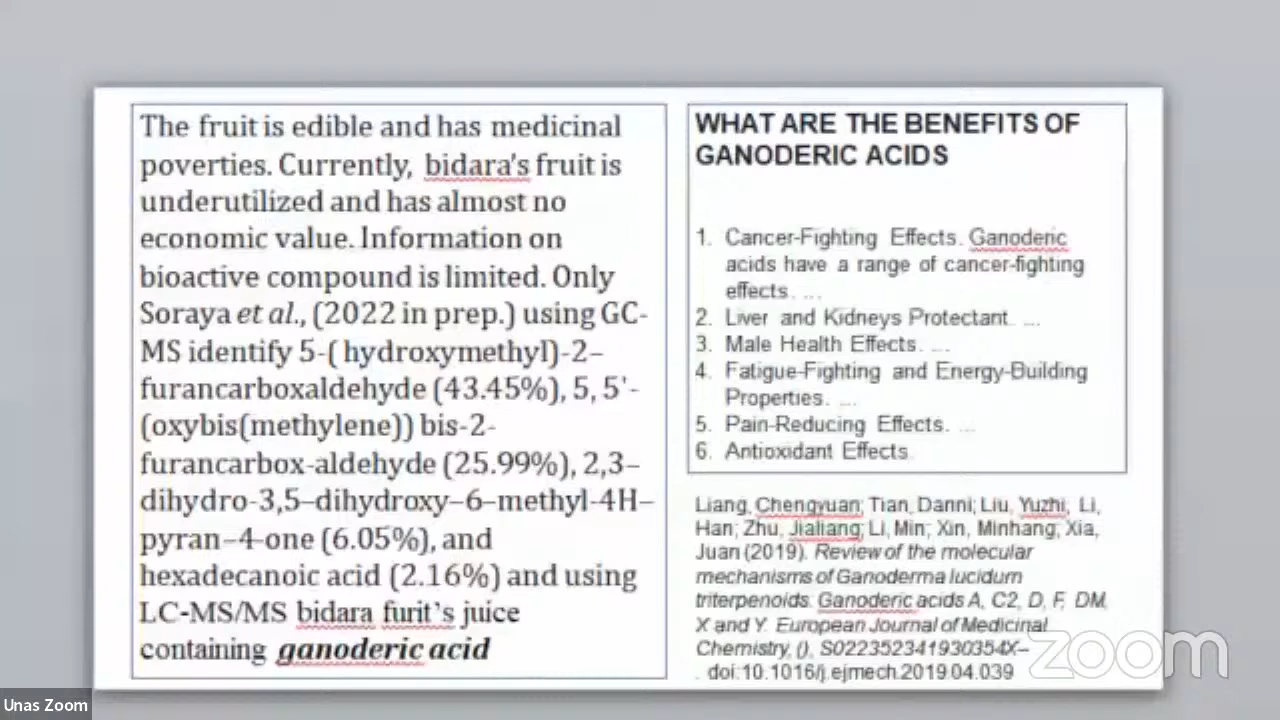 The fruit is edible and has medicinal
poverties. Currently, bidara's fruit is
underutilized and has almost no
economic value. Information on
bioactive compound is limited. Only
Soraya et al., (2022 in prep.) using GC-
MS identify 5-( hydroxymethyl)-2–
furancarboxaldehyde (43.45%), 5, 5'-
(oxybis(methylene)) bis-2-
furancarbox-aldehyde (25.99%), 2,3–
dihydro-3,5–dihydroxy–6–methyl-4H–
pyran–4-one (6.05%), and
hexadecanoic acid (2.16%) and using
LC-MS/MS bidara furit's juice
containing ganoderic acid
WHAT ARE THE BENEFITS OF
GANODERIC ACIDS
1. Cancer-Fighting Effects. Ganoderic
acids have a range of cancer-fighting
effects. ...
2. Liver and Kidneys Protectant. ...
3. Male Health Effects. ...
4. Fatigue-Fighting and Energy-Building
Properties. ...
5. Pain-Reducing Effects. ...
6. Antioxidant Effects.
Liang, Chengyuan; Tian, Danni; Liu, Yuzhi; Li,
Han; Zhu, Jialiang; Li, Min; Xin, Minhang; Xia,
Juan (2019). Review of the molecular
mechanisms of Ganoderma lucidum
triterpenoids: Ganoderic acids A, C2, D, F, DM,
X and Y. European Journal of Medicinal
Chemistry, (), S022352341930354X–
. doi:10.1016/j.ejmech.2019.04.039
zoom
Unas Zoom